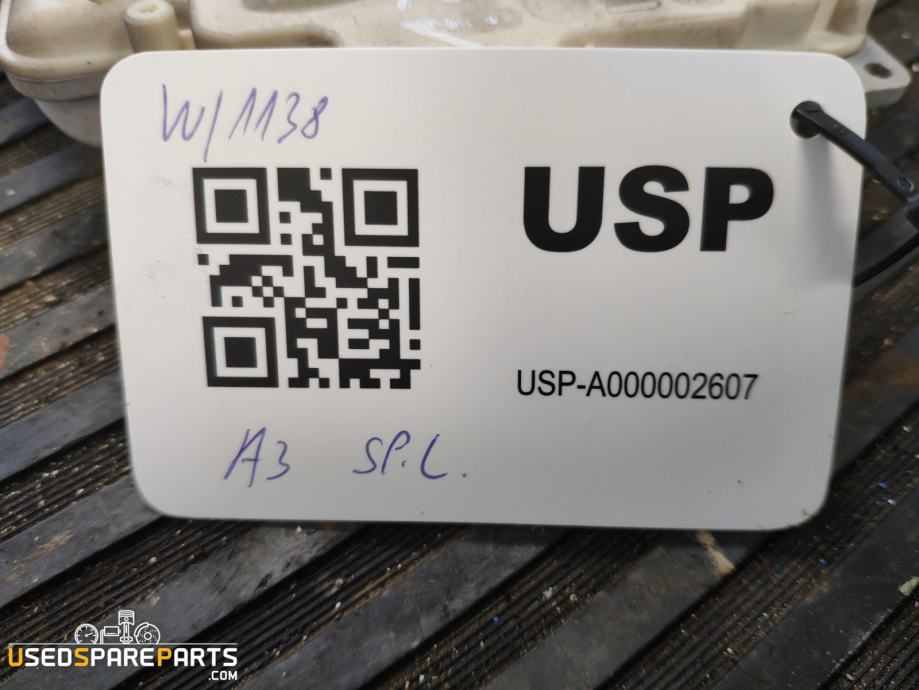 W/1138
USP
USP-A000002607
A3 SP.L.
USEDSPAREPARTS
.COM